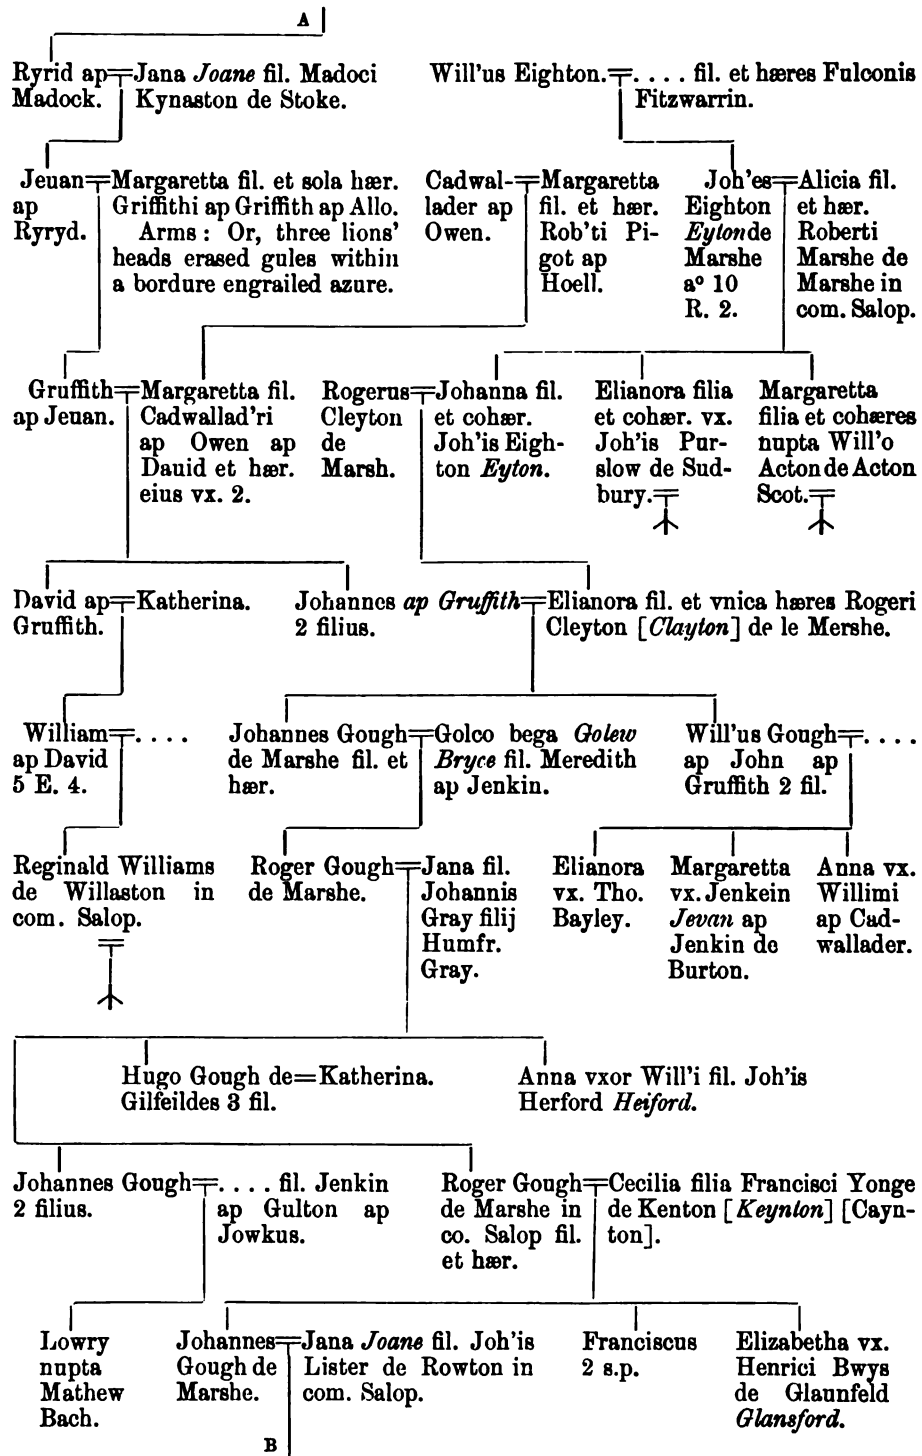 A
Ryrid ap═Jana Joane fil. Madoci
Madock. Kynaston de Stoke.
Will'us Eighton.═. . . . fil. et hæres Fulconis
Fitzwarrin.
Jeuan═Margaretta fil. et sola hær.
ap Griffithi ap Griffith ap Allo.
Ryryd. Arms : Or, three lions'
heads erased gules within
a bordure engrailed azure.
Cadwal-═Margaretta
lader ap fil. et hær.
Owen. Rob'ti Pi-
got ap
Hoell.
Joh'es═Alicia fil.
Eighton et hær.
Eyton de Roberti
Marshe Marshe de
aº 10 Marshe in
R. 2. com. Salop.
Gruffith═Margaretta fil.
ap Jeuan. Cadwallad'ri
ap Owen ap
Dauid et hær.
eius vx. 2.
Rogerus═Johanna fil.
Cleyton et cohær.
de Joh'is Eigh-
Marsh. ton Eyton.
Elianora filia
et cohær. vx.
Joh'is Pur-
slow de Sud-
bury.
Margaretta
filia et cohæres
nupta Will'o
Acton de Acton
Scot.
David ap═Katherina.
Gruffith.
Johannes ap Gruffith═Elianora fil. et vnica hæres Rogeri
2 filius. Cleyton [Clayton] de le Mershe.
William═. . . .
ap David
5 E. 4.
Johannes Gough═Golco bega Golew
de Marshe fil. et Bryce fil. Meredith
hær. ap Jenkin.
Will'us Gough═. . . .
ap John ap
Gruffith 2 fil.
Reginald Williams
de Willaston in
com. Salop.
Roger Gough═Jana fil.
de Marshe. Johannis
Gray filij
Humfr.
Gray.
Elianora
vx. Tho.
Bayley.
Margaretta
vx. Jenkein
Jevan ap
Jenkin de
Burton.
Anna vx.
Willimi
ap Cad-
wallader.
Hugo Gough de═Katherina.
Gilfeildes 3 fil.
Anna vxor Will'i fil. Joh'is
Herford Heiford.
Johannes Gough═. . . . fil. Jenkin
2 filius. ap Gulton ap
Jowkus.
Roger Gough═Cecilia filia Francisci Yonge
de Marshe in de Kenton [Keynton] [Cayn-
co. Salop fil. ton].
et hær.
Lowry
nupta
Mathew
Bach.
Johannes═Jana Joane fil. Joh'is
Gough de Lister de Rowton in
Marshe. com. Salop.
Franciscus
2 s.p.
Elizabetha vx.
Henrici Bwys
de Glaunfeld
Glansford.
B